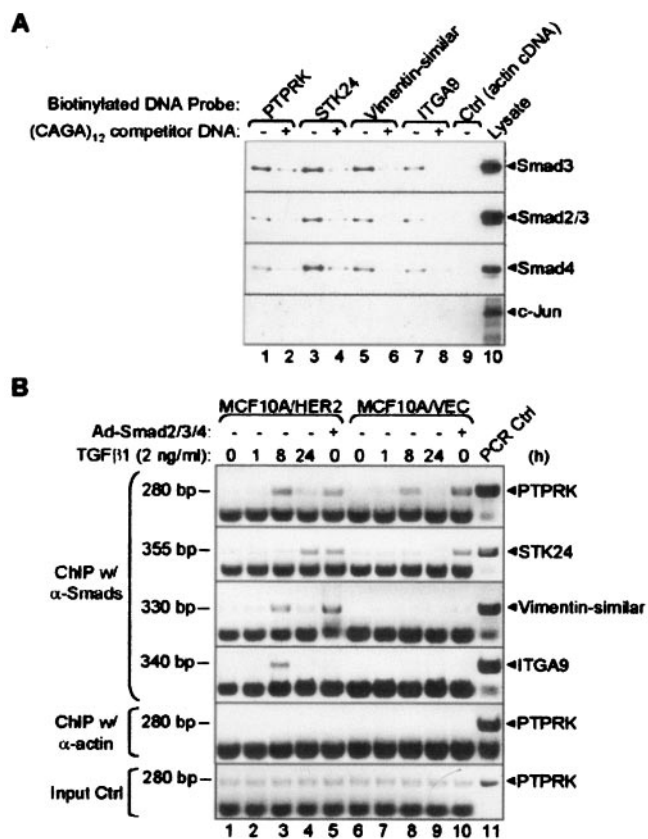 A
Biotinylated DNA Probe: PTPRK STK24 Vimentin-similar ITGA9 Ctrl (actin cDNA) Lysate
(CAGA)12 competitor DNA: - + - + - + - + -
Smad3
Smad2/3
Smad4
c-Jun
1 2 3 4 5 6 7 8 9 10
B
MCF10A/HER2 MCF10A/VEC PCR Ctrl
Ad-Smad2/3/4: - - - - + - - - - +
TGFβ1 (2 ng/ml): 0 1 8 24 0 0 1 8 24 0 (h)
280 bp PTPRK
355 bp STK24
ChIP w/
α-Smads
330 bp Vimentin-similar
340 bp ITGA9
ChIP w/
α-actin
280 bp PTPRK
Input Ctrl 280 bp PTPRK
1 2 3 4 5 6 7 8 9 10 11